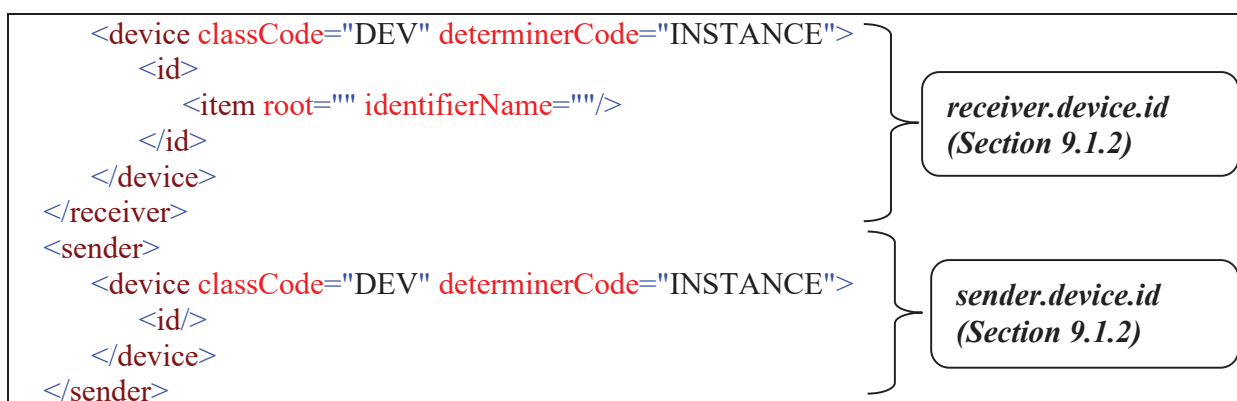 <device classCode="DEV" determinerCode="INSTANCE">
<id>
<item root="" identifierName=""/>
</id>
</device>
</receiver>
receiver.device.id
(Section 9.1.2)
<sender>
<device classCode="DEV" determinerCode="INSTANCE">
<id/>
</device>
</sender>
sender.device.id
(Section 9.1.2)